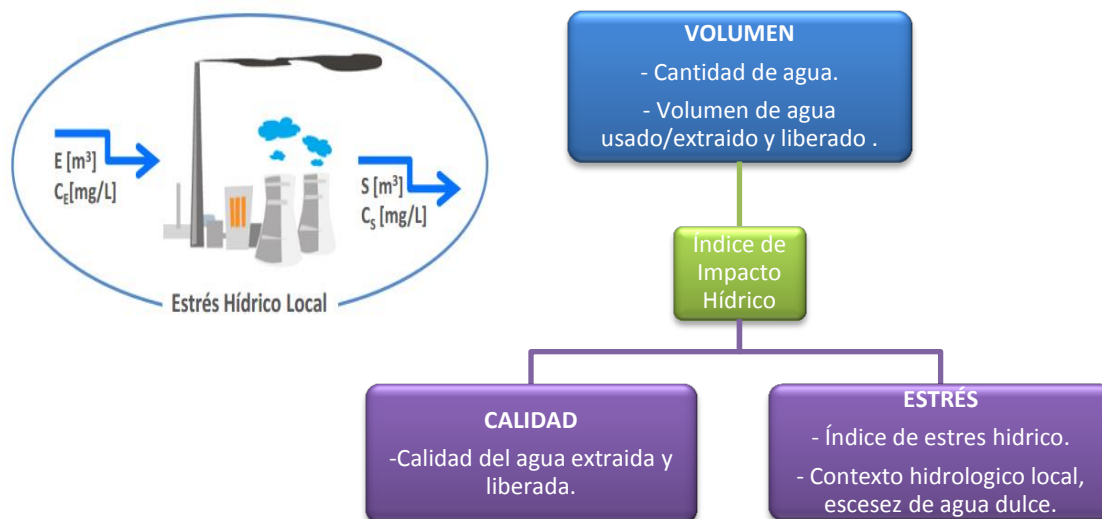 E [m³]
C_E[mg/L]
S [m³]
C_S [mg/L]
Estrés Hídrico Local
VOLUMEN
- Cantidad de agua.
- Volumen de agua
usado/extraido y liberado .
Índice de
Impacto
Hídrico
CALIDAD
-Calidad del agua extraida y
liberada.
ESTRÉS
- Índice de estres hidrico.
- Contexto hidrologico local,
escesez de agua dulce.